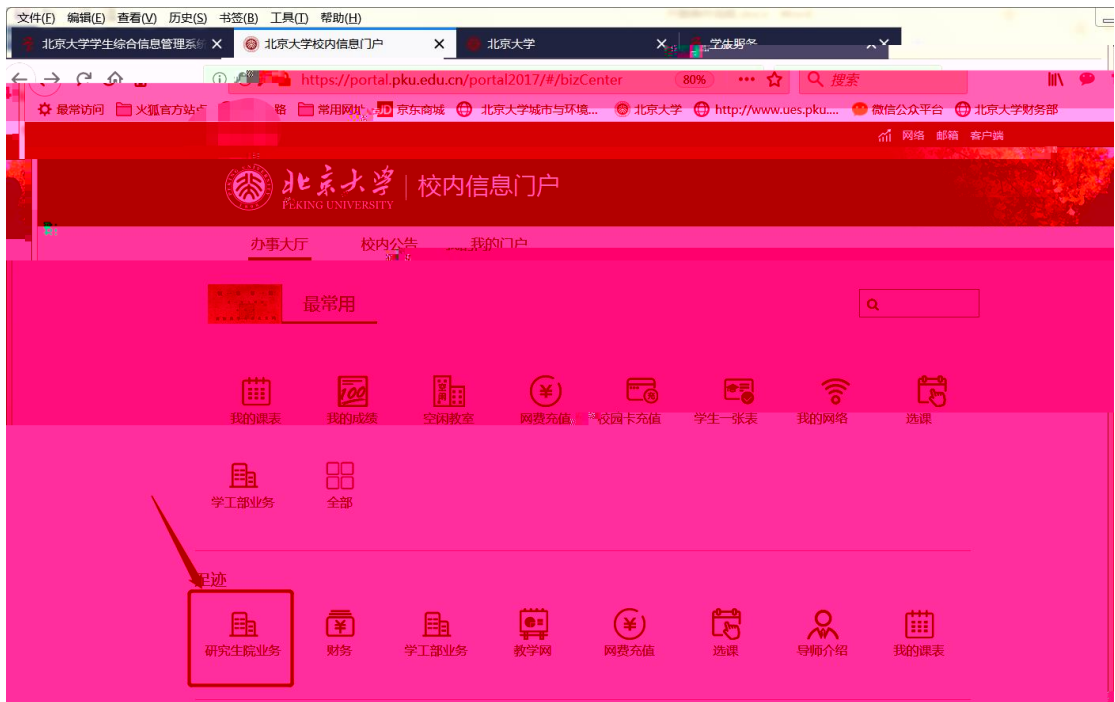 文件(F) 编辑(E) 查看(V) 历史(S) 书签(B) 工具(T) 帮助(H)
北京大学学生综合信息管理系统 × 北京大学校内信息门户 × 北京大学 ×
https://portal.pku.edu.cn/portal2017/#/bizCenter 80% 搜索
最常访问 火狐官方站点 常用网址 JD 京东商城 北京大学城市与环境... 北京大学 http://www.ues.pku.... 微信公众平台 北京大学财务部
网络 邮箱 客户端
北京大学 校内信息门户
PEKING UNIVERSITY
办事大厅 校内公告 我的门户
最常用
我的课表 我的成绩 空闲教室 网费充值 校园卡充值 学生一张表 我的网络 选课
学工部业务 全部
足迹
研究生院业务 财务 学工部业务 教学网 网费充值 选课 导师介绍 我的课表